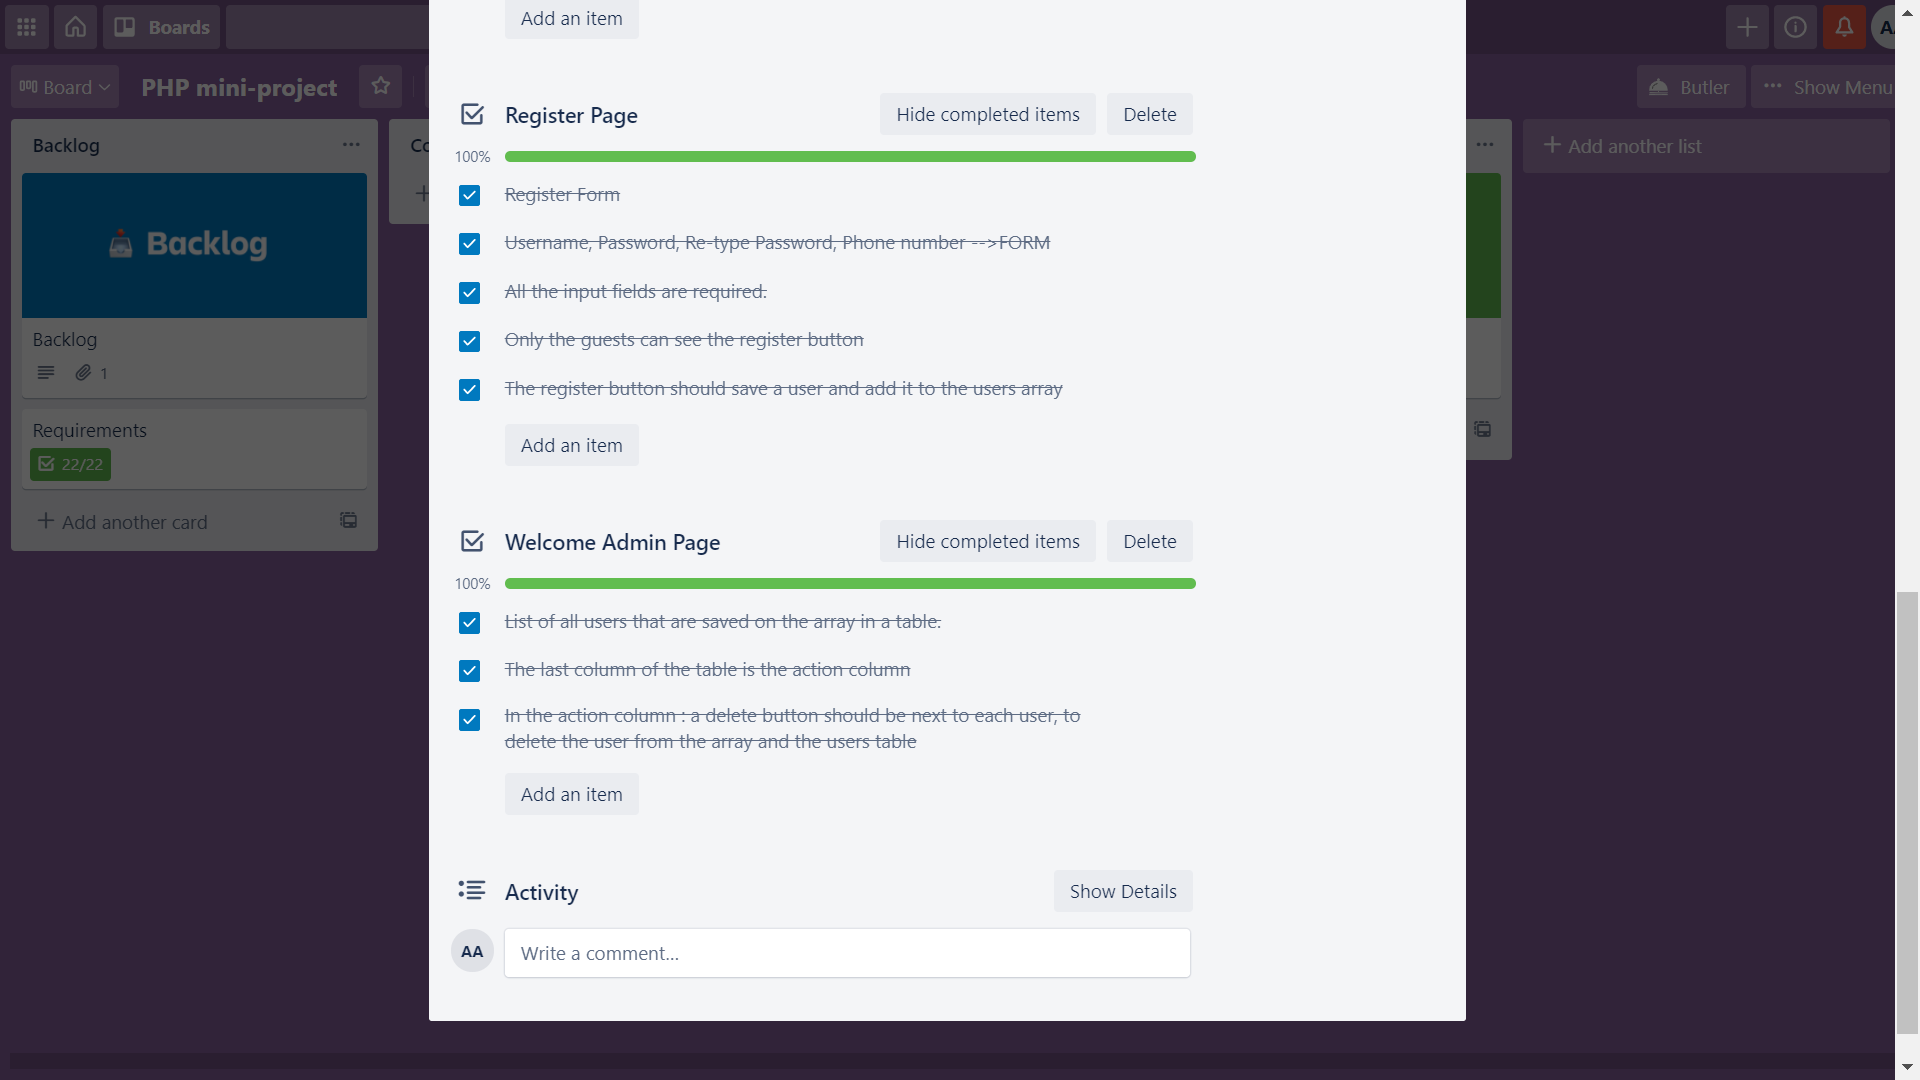 Add an item
Boards
Board
PHP mini-project
Butler
Show Menu
Backlog
Backlog
Backlog
1
Requirements
22/22
Add another card
Add another list
Register Page
Hide completed items
Delete
100%
Register Form
Username, Password, Re-type Password, Phone number -->FORM
All the input fields are required.
Only the guests can see the register button
The register button should save a user and add it to the users array
Add an item
Welcome Admin Page
Hide completed items
Delete
100%
List of all users that are saved on the array in a table.
The last column of the table is the action column
In the action column : a delete button should be next to each user, to
delete the user from the array and the users table
Add an item
Activity
Show Details
AA
Write a comment...